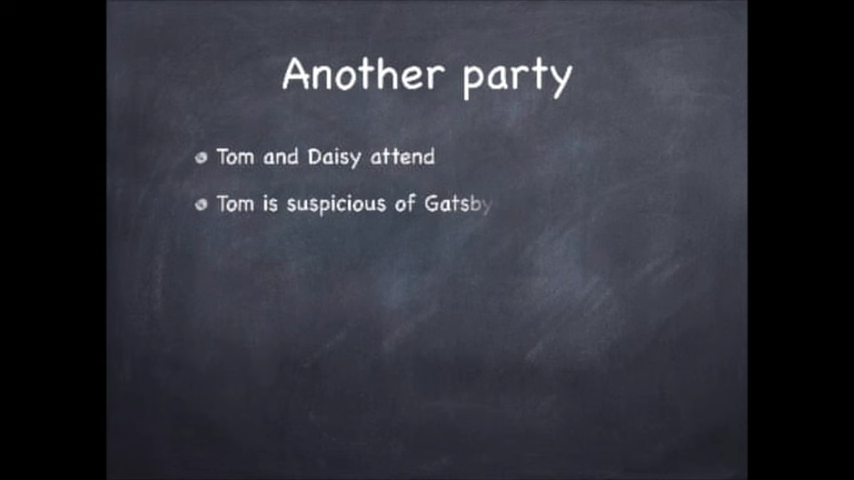 Another party
Tom and Daisy attend
Tom is suspicious of Gatsby